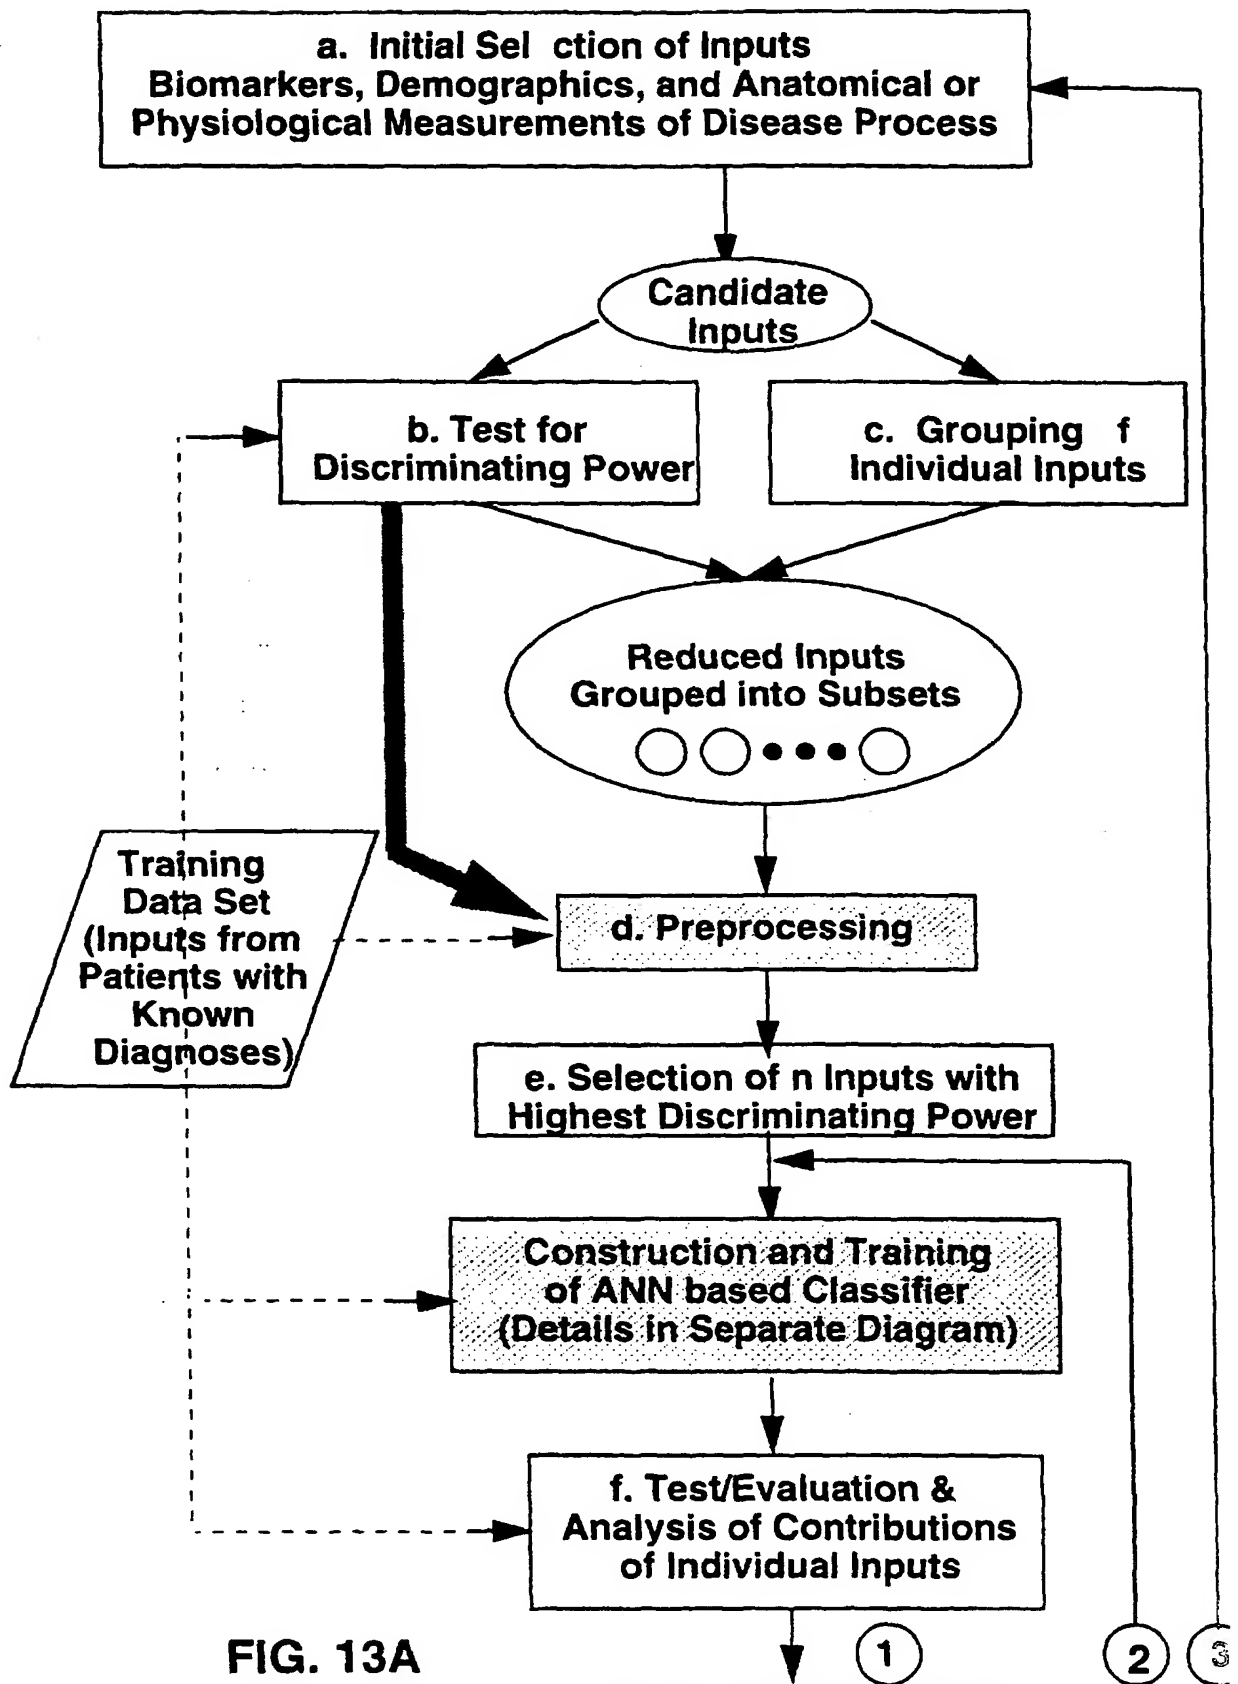 a. Initial Sel ction of Inputs
Biomarkers, Demographics, and Anatomical or
Physiological Measurements of Disease Process
Candidate
Inputs
b. Test for
Discriminating Power
c. Grouping f
Individual Inputs
Reduced Inputs
Grouped into Subsets
Training
Data Set
(Inputs from
Patients with
Known
Diagnoses)
d. Preprocessing
e. Selection of n Inputs with
Highest Discriminating Power
Construction and Training
of ANN based Classifier
(Details in Separate Diagram)
f. Test/Evaluation &
Analysis of Contributions
of Individual Inputs
FIG. 13A
1
2
3